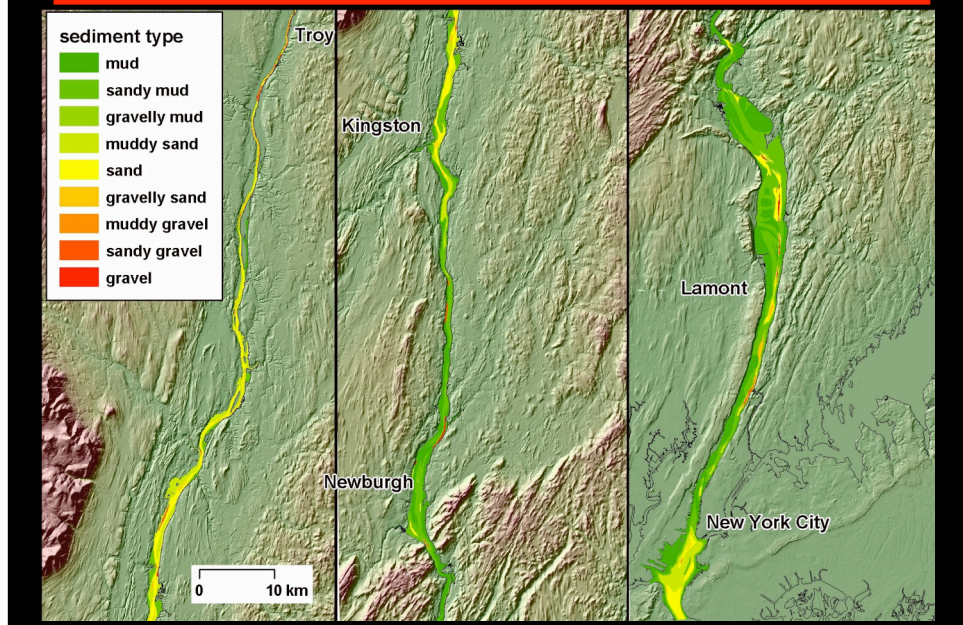 sediment type
mud
sandy mud
gravelly mud
muddy sand
sand
gravelly sand
muddy gravel
sandy gravel
gravel
Troy
Kingston
Newburgh
Lamont
New York City
0 10 km